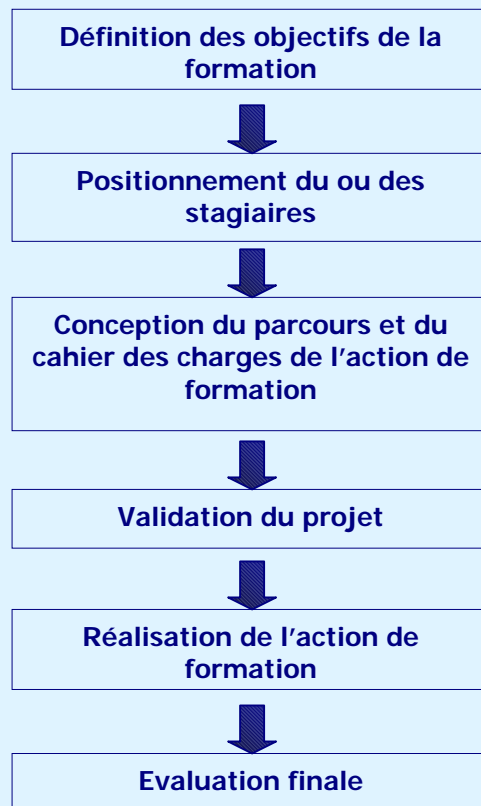 Définition des objectifs de la
formation
Positionnement du ou des
stagiaires
Conception du parcours et du
cahier des charges de l’action de
formation
Validation du projet
Réalisation de l’action de
formation
Evaluation finale